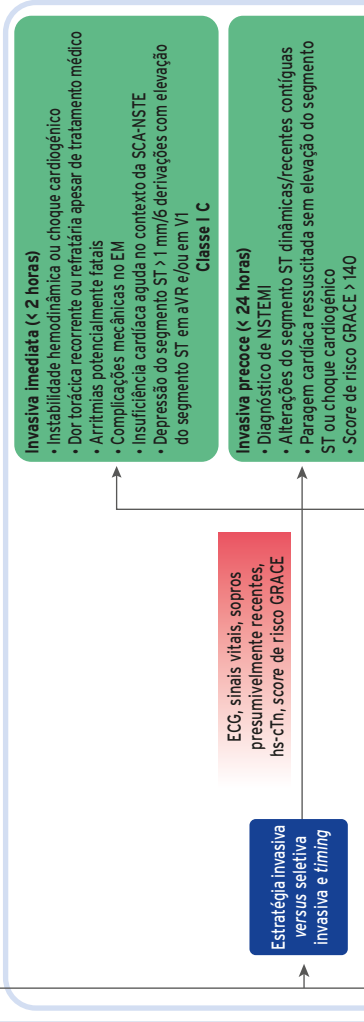 Estratégia invasiva
versus seletiva
invasiva e timing
ECG, sinais vitais, sopros
presumivelmente recentes,
hs-cTn, score de risco GRACE
Invasiva imediata (< 2 horas)
• Instabilidade hemodinâmica ou choque cardiogénico
• Dor torácica recorrente ou refratária apesar de tratamento médico
• Arritmias potencialmente fatais
• Complicações mecânicas no EM
• Insuficiência cardíaca aguda no contexto da SCA-NSTE
• Depressão do segmento ST > 1 mm/6 derivações com elevação
do segmento ST em aVR e/ou em V1
Classe I C
Invasiva precoce (< 24 horas)
• Diagnóstico de NSTEMI
• Alterações do segmento ST dinâmicas/recentes contíguas
• Paragem cardíaca ressuscitada sem elevação do segmento
ST ou choque cardiogénico
• Score de risco GRACE > 140